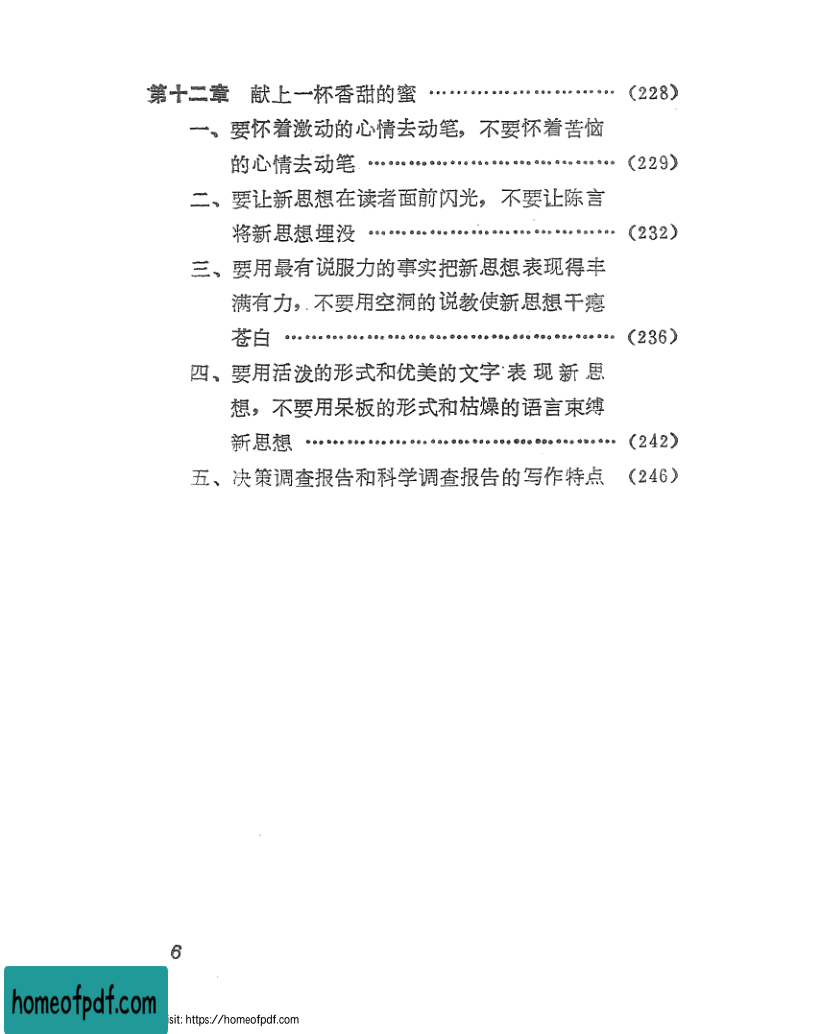 第十二章 献上一杯香甜的蜜 ………………………… (228)
一、要怀着激动的心情去动笔，不要怀着苦恼
的心情去动笔 ………………………………… (229)
二、要让新思想在读者面前闪光，不要让陈言
将新思想埋没 ………………………………… (232)
三、要用最有说服力的事实把新思想表现得丰
满有力，不要用空洞的说教使新思想干瘪
苍白 …………………………………………… (236)
四、要用活泼的形式和优美的文字表现新思
想，不要用呆板的形式和枯燥的语言束缚
新思想 ………………………………………… (242)
五、决策调查报告和科学调查报告的写作特点 (246)
6
homeofpdf.com
sit: https://homeofpdf.com